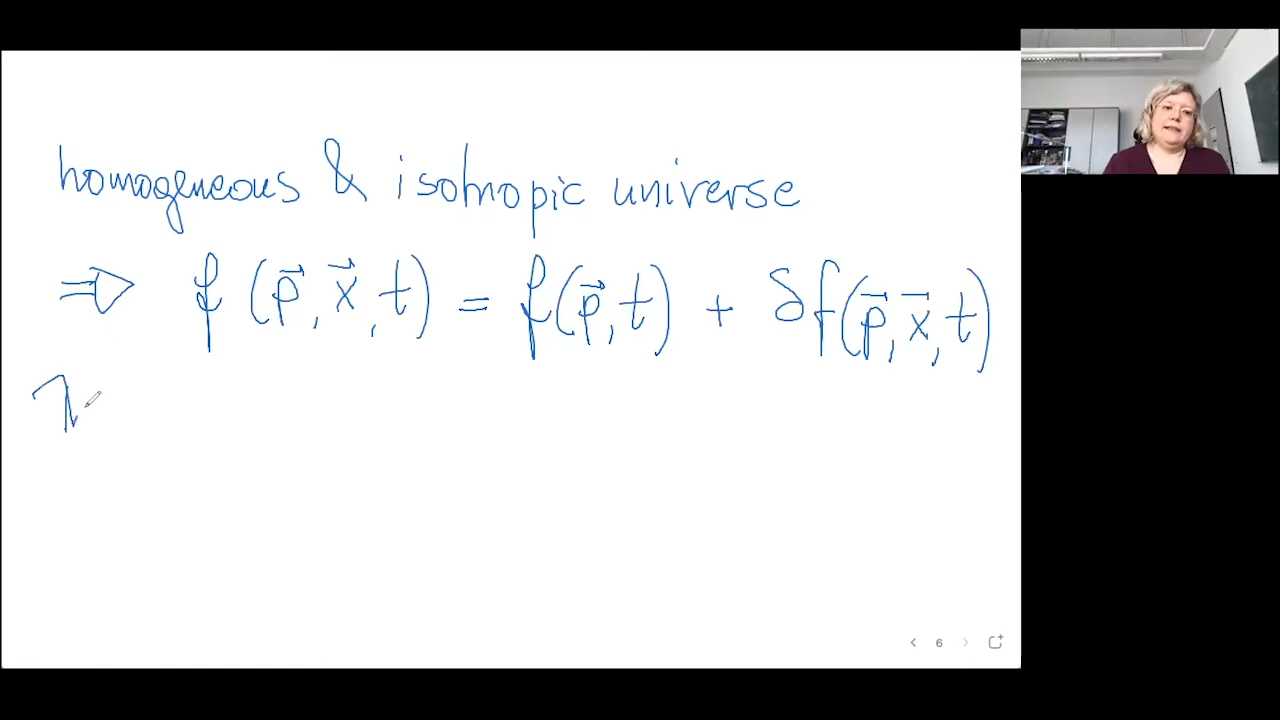 homogeneous & isotropic universe
⇒ f(p⃗, x⃗, t) = f(p⃗, t) + δf(p⃗, x⃗, t)
6